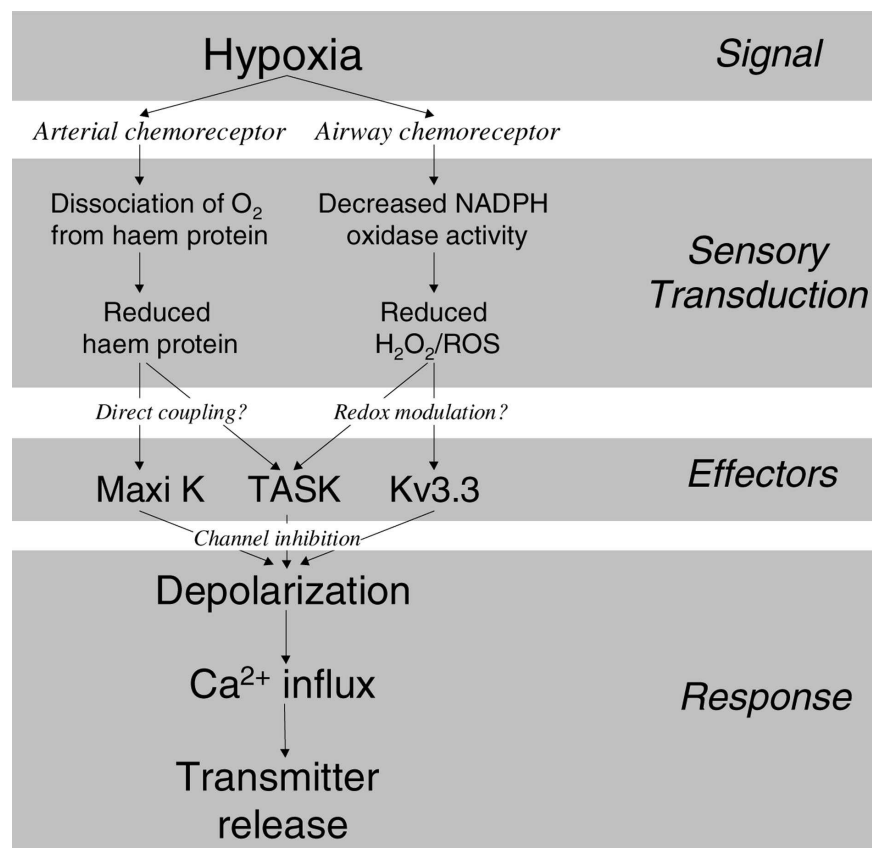 Hypoxia
Signal
Arterial chemoreceptor
Airway chemoreceptor
Dissociation of O₂
from haem protein
Decreased NADPH
oxidase activity
Sensory
Transduction
Reduced
haem protein
Reduced
H₂O₂/ROS
Direct coupling?
Redox modulation?
Maxi K
TASK
Kv3.3
Effectors
Channel inhibition
Depolarization
Ca²⁺ influx
Response
Transmitter
release